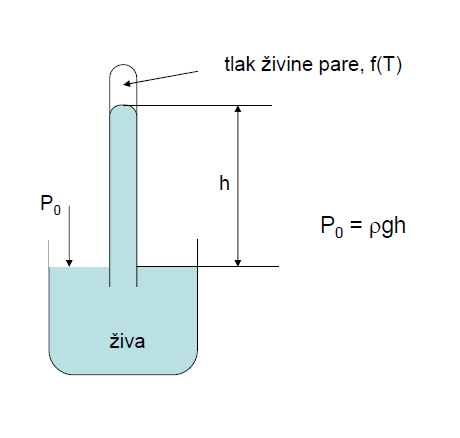 tlak živine pare, f(T)
h
P₀
P₀ = ρgh
živa